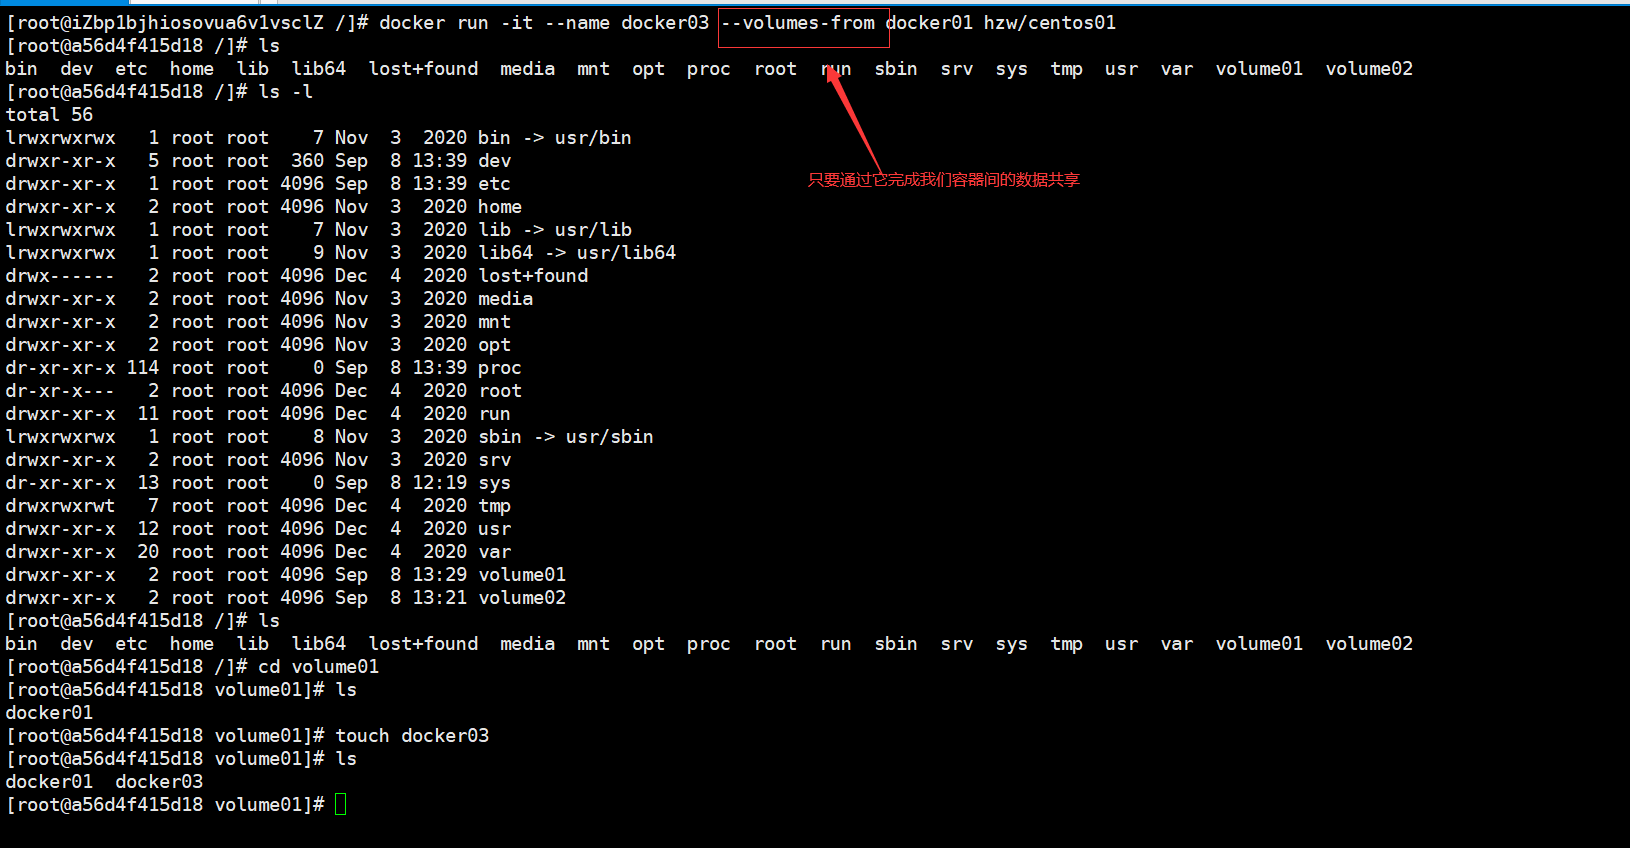 [root@iZbp1bjhiosovua6v1vsclZ /]# docker run -it --name docker03 --volumes-from docker01 hzw/centos01
[root@a56d4f415d18 /]# ls
bin  dev  etc  home  lib  lib64  lost+found  media  mnt  opt  proc  root  run  sbin  srv  sys  tmp  usr  var  volume01  volume02
[root@a56d4f415d18 /]# ls -l
total 56
lrwxrwxrwx   1 root root    7 Nov  3  2020 bin -> usr/bin
drwxr-xr-x   5 root root  360 Sep  8 13:39 dev
只要通过它完成我们容器间的数据共享
drwxr-xr-x   1 root root 4096 Sep  8 13:39 etc
drwxr-xr-x   2 root root 4096 Nov  3  2020 home
lrwxrwxrwx   1 root root    7 Nov  3  2020 lib -> usr/lib
lrwxrwxrwx   1 root root    9 Nov  3  2020 lib64 -> usr/lib64
drwx------   2 root root 4096 Dec  4  2020 lost+found
drwxr-xr-x   2 root root 4096 Nov  3  2020 media
drwxr-xr-x   2 root root 4096 Nov  3  2020 mnt
drwxr-xr-x   2 root root 4096 Nov  3  2020 opt
dr-xr-xr-x 114 root root    0 Sep  8 13:39 proc
dr-xr-x---   2 root root 4096 Dec  4  2020 root
drwxr-xr-x  11 root root 4096 Dec  4  2020 run
lrwxrwxrwx   1 root root    8 Nov  3  2020 sbin -> usr/sbin
drwxr-xr-x   2 root root 4096 Nov  3  2020 srv
dr-xr-xr-x  13 root root    0 Sep  8 12:19 sys
drwxrwxrwt   7 root root 4096 Dec  4  2020 tmp
drwxr-xr-x  12 root root 4096 Dec  4  2020 usr
drwxr-xr-x  20 root root 4096 Dec  4  2020 var
drwxr-xr-x   2 root root 4096 Sep  8 13:29 volume01
drwxr-xr-x   2 root root 4096 Sep  8 13:21 volume02
[root@a56d4f415d18 /]# ls
bin  dev  etc  home  lib  lib64  lost+found  media  mnt  opt  proc  root  run  sbin  srv  sys  tmp  usr  var  volume01  volume02
[root@a56d4f415d18 /]# cd volume01
[root@a56d4f415d18 volume01]# ls
docker01
[root@a56d4f415d18 volume01]# touch docker03
[root@a56d4f415d18 volume01]# ls
docker01  docker03
[root@a56d4f415d18 volume01]#